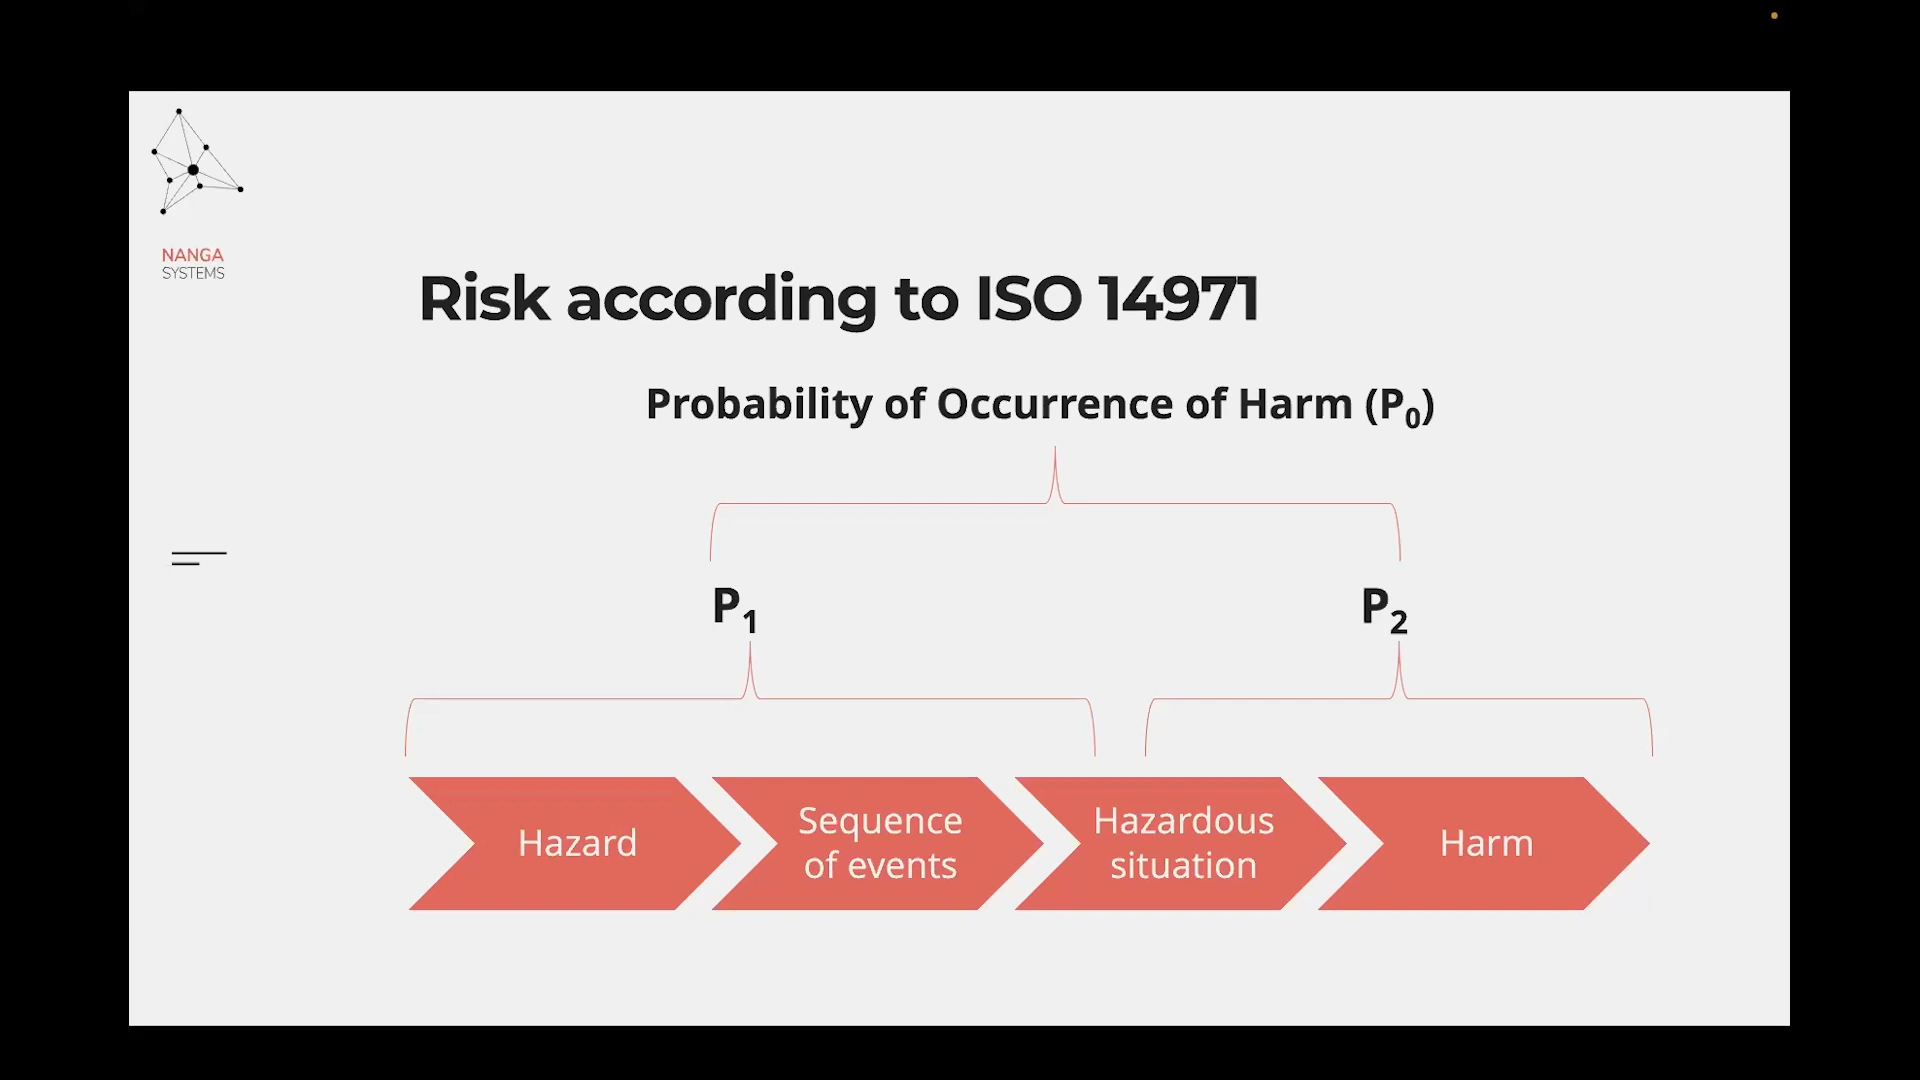 NANGA
SYSTEMS
Risk according to ISO 14971
Probability of Occurrence of Harm (P₀)
P₁
P₂
Hazard
Sequence
of events
Hazardous
situation
Harm